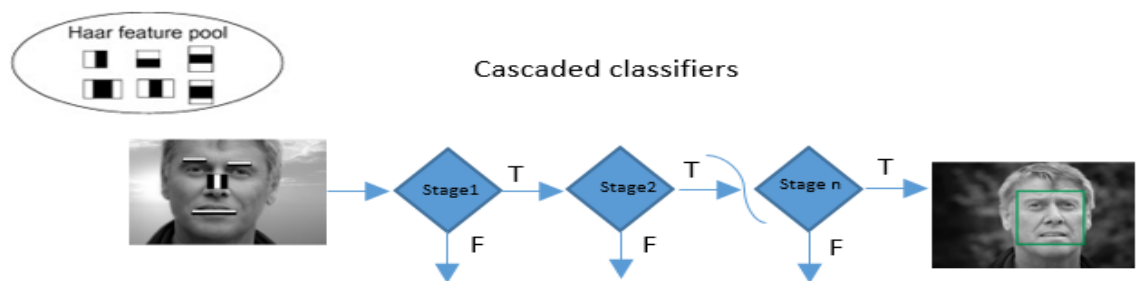 Haar feature pool
Cascaded classifiers
Stage1
T
Stage2
T
Stage n
T
F
F
F